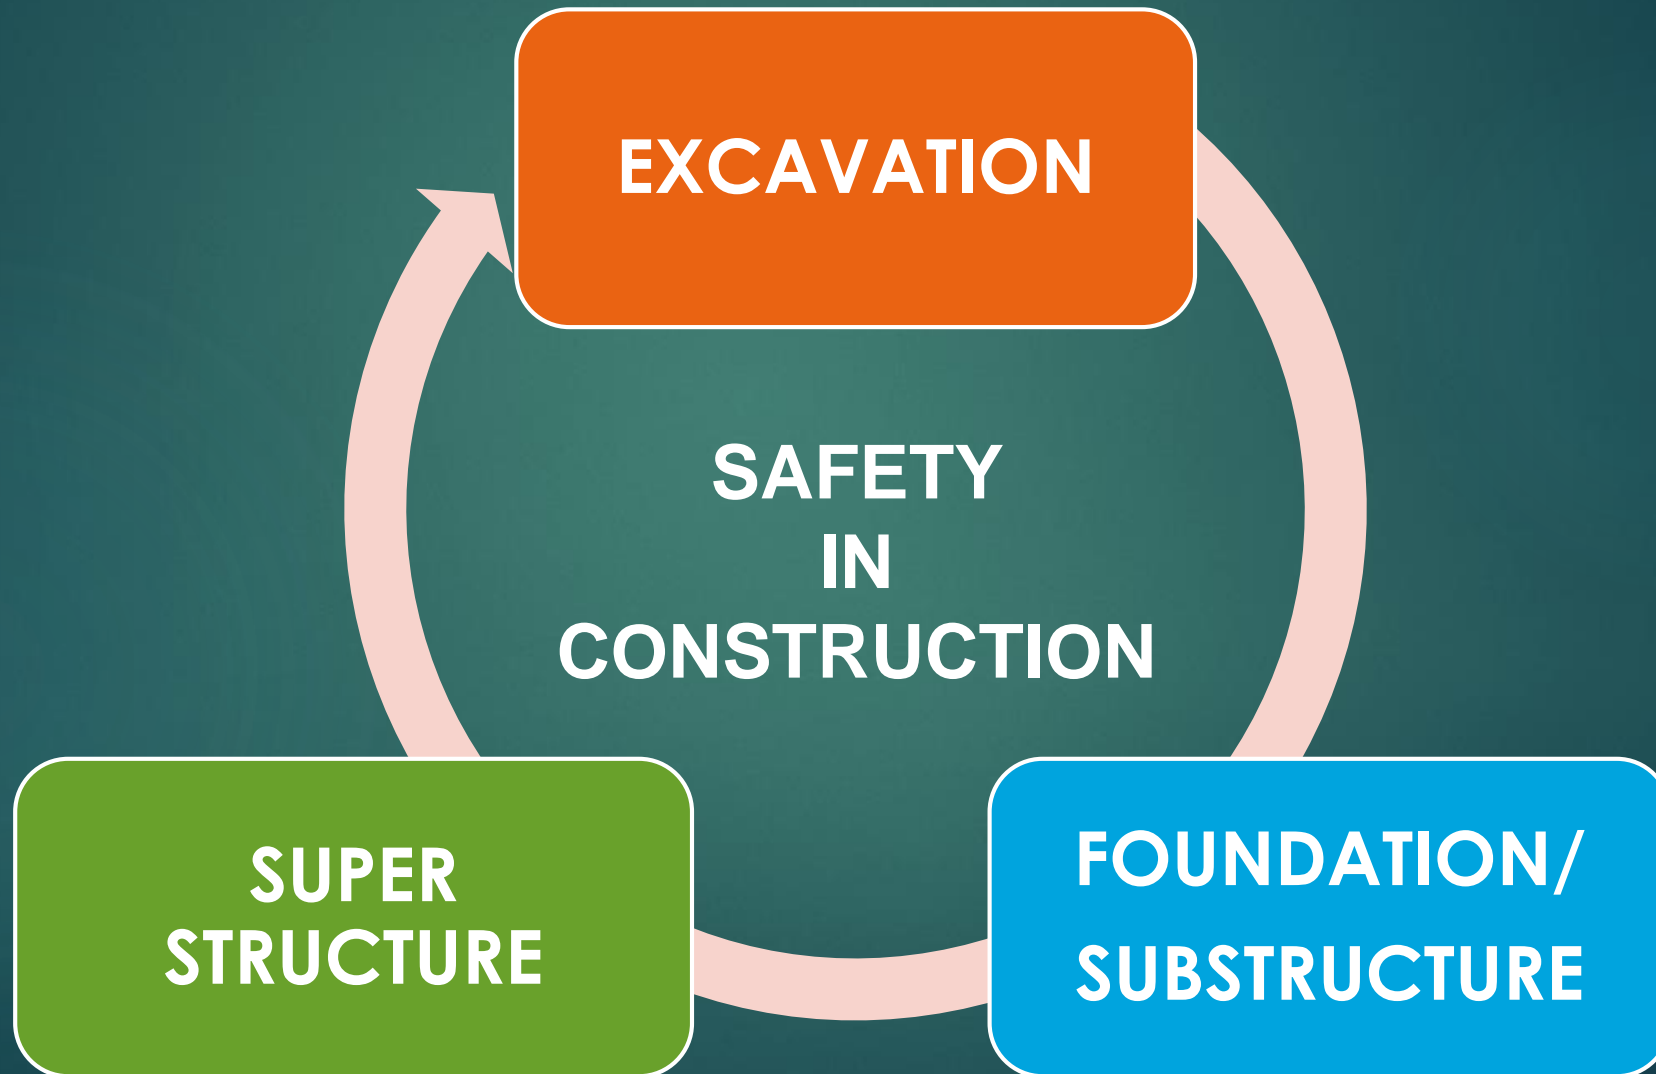 EXCAVATION
SAFETY
IN
CONSTRUCTION
SUPER
STRUCTURE
FOUNDATION/
SUBSTRUCTURE